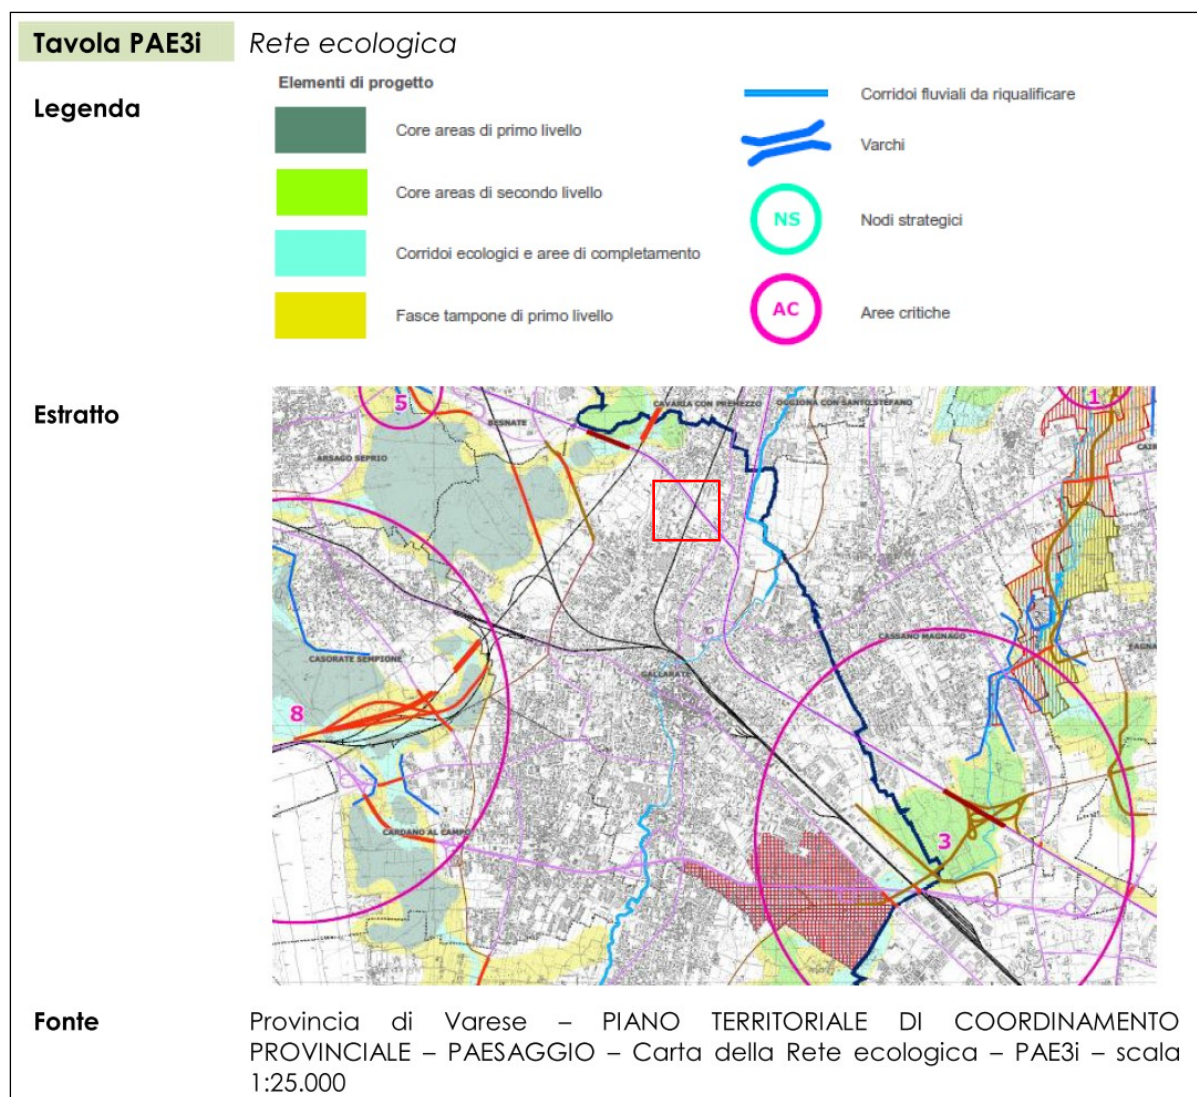 Tavola PAE3i Rete ecologica
Legenda
Elementi di progetto
Core areas di primo livello
Core areas di secondo livello
Corridoi ecologici e aree di completamento
Fasce tampone di primo livello
Corridoi fluviali da riqualificare
Varchi
NS Nodi strategici
AC Aree critiche
Estratto
5
CAVARIA CON PREMEZZO
OGGIONA CON SANTO STEFANO
1
BESNATE
CAIR
ARSAGO SEPRIO
CASSANO MAGNAGO
FAGNA
CASORATE SEMPIONE
GALLARATE
8
CARDANO AL CAMPO
3
Fonte
Provincia di Varese – PIANO TERRITORIALE DI COORDINAMENTO
PROVINCIALE – PAESAGGIO – Carta della Rete ecologica – PAE3i – scala
1:25.000